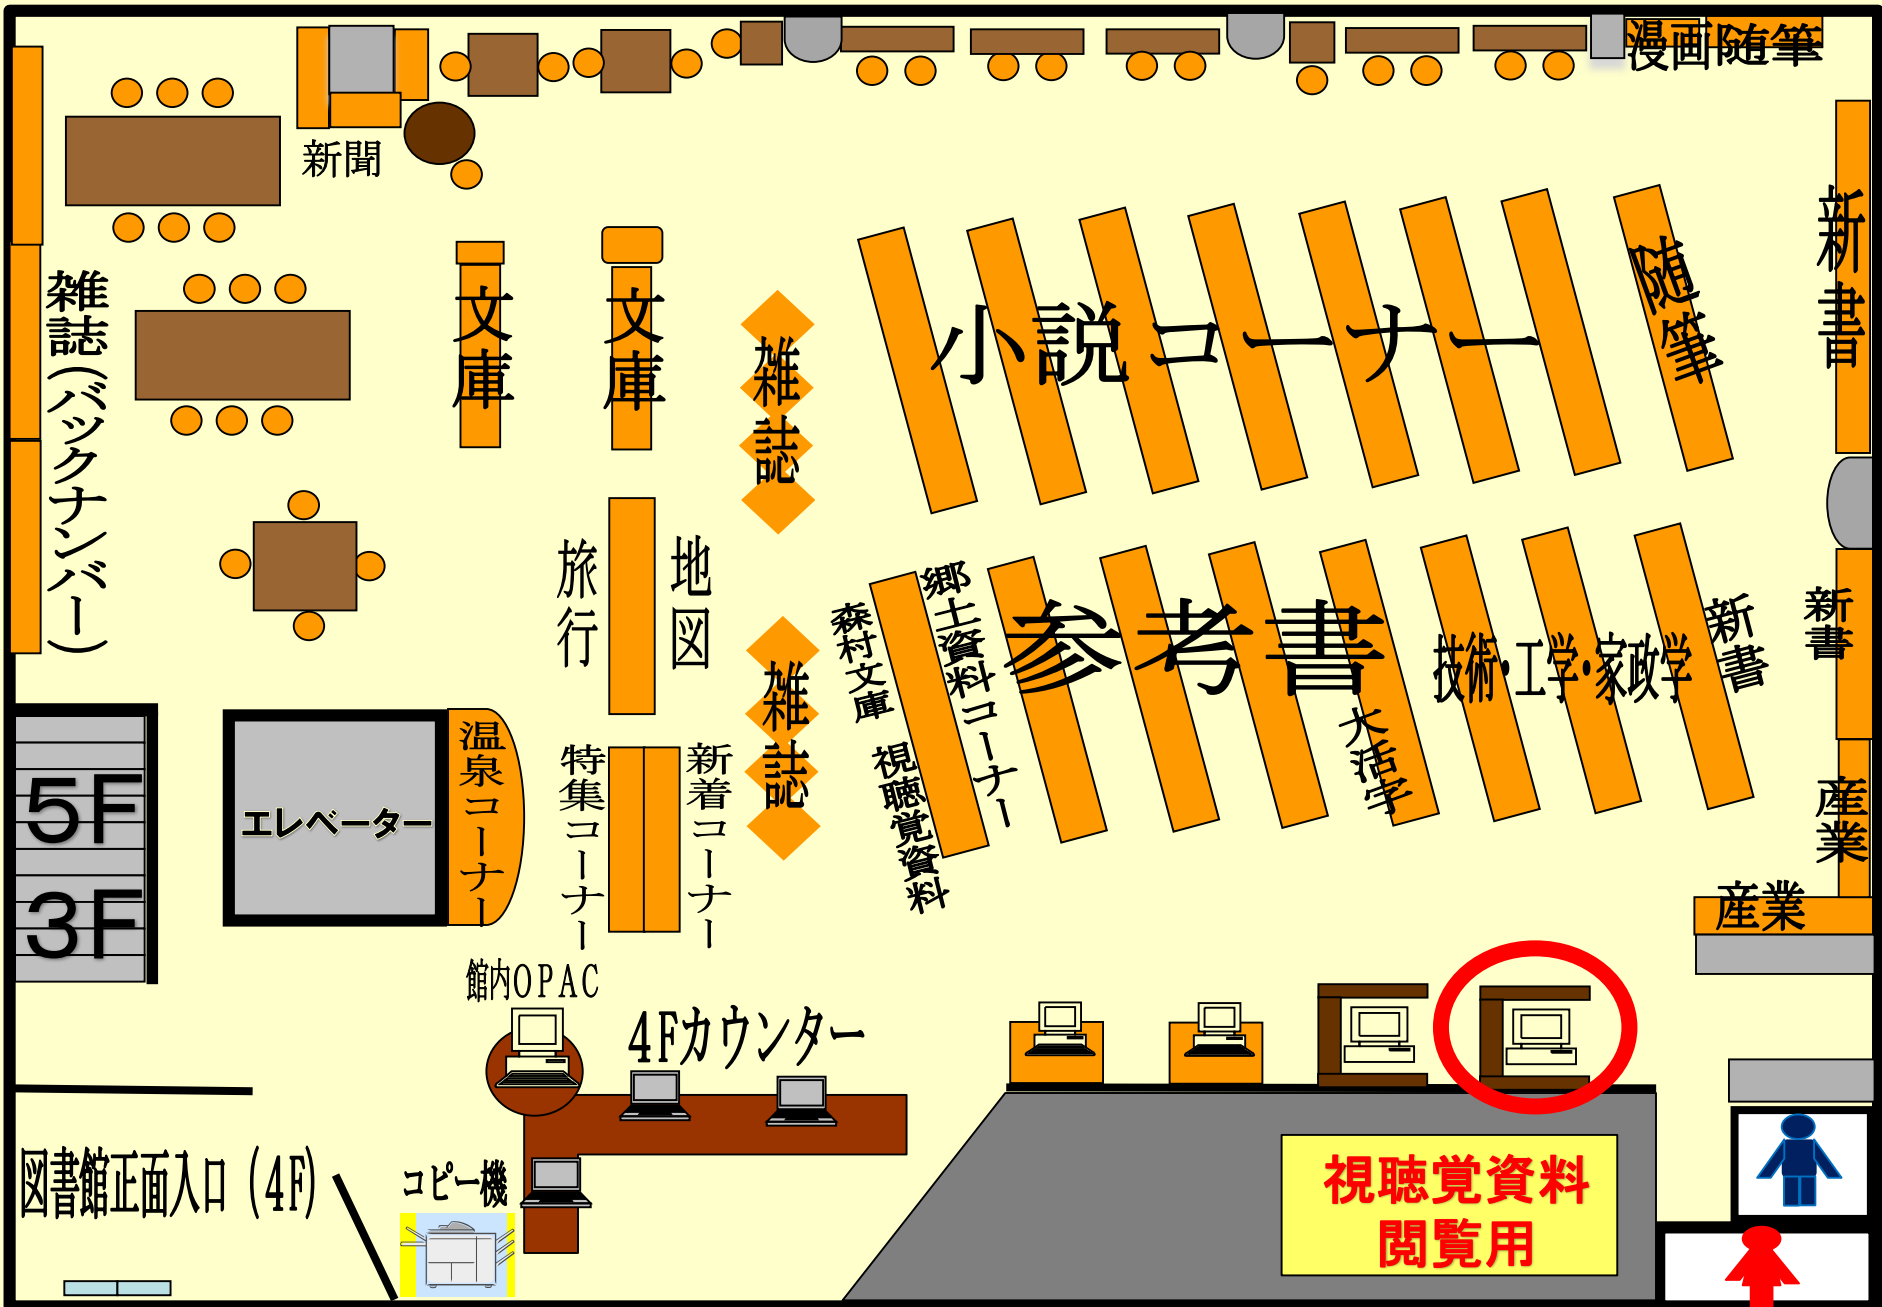 漫画
随筆
新聞
新書
雑誌(バックナンバー)
文庫
文庫
雑誌
小説コーナー
随筆
旅行
地図
雑誌
森村文庫
視聴覚資料
郷土資料コーナー
参考書
大活字
技術・工学・家政学
新書
新書
産業
産業
5F
3F
エレベーター
温泉コーナー
特集コーナー
新着コーナー
館内OPAC
4Fカウンター
図書館正面入口(4F)
コピー機
視聴覚資料
閲覧用